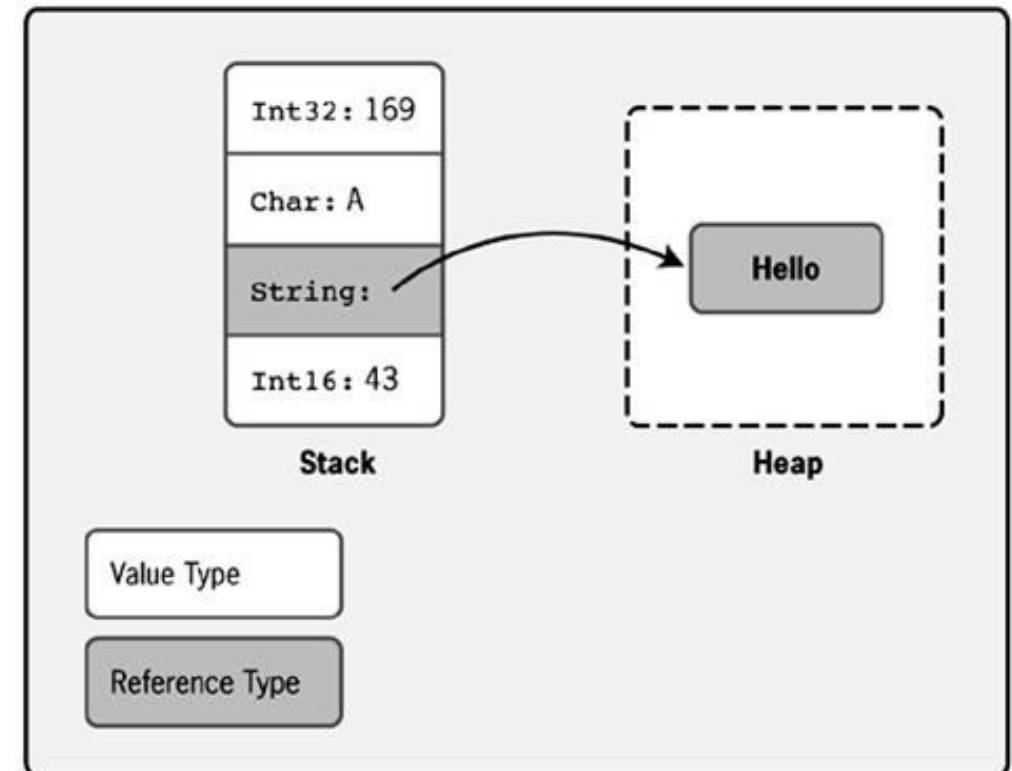 Int32: 169
Char: A
String:
Int16: 43
Hello
Stack
Heap
Value Type
Reference Type